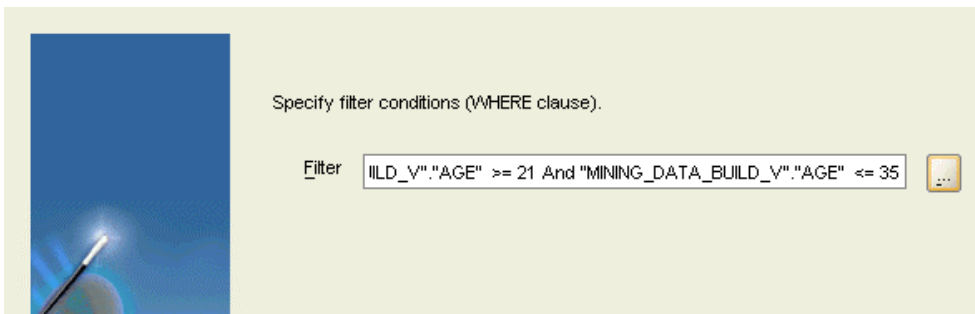 Specify filter conditions (WHERE clause).
Filter ILD_V"."AGE" >= 21 And "MINING_DATA_BUILD_V"."AGE" <= 35 ...